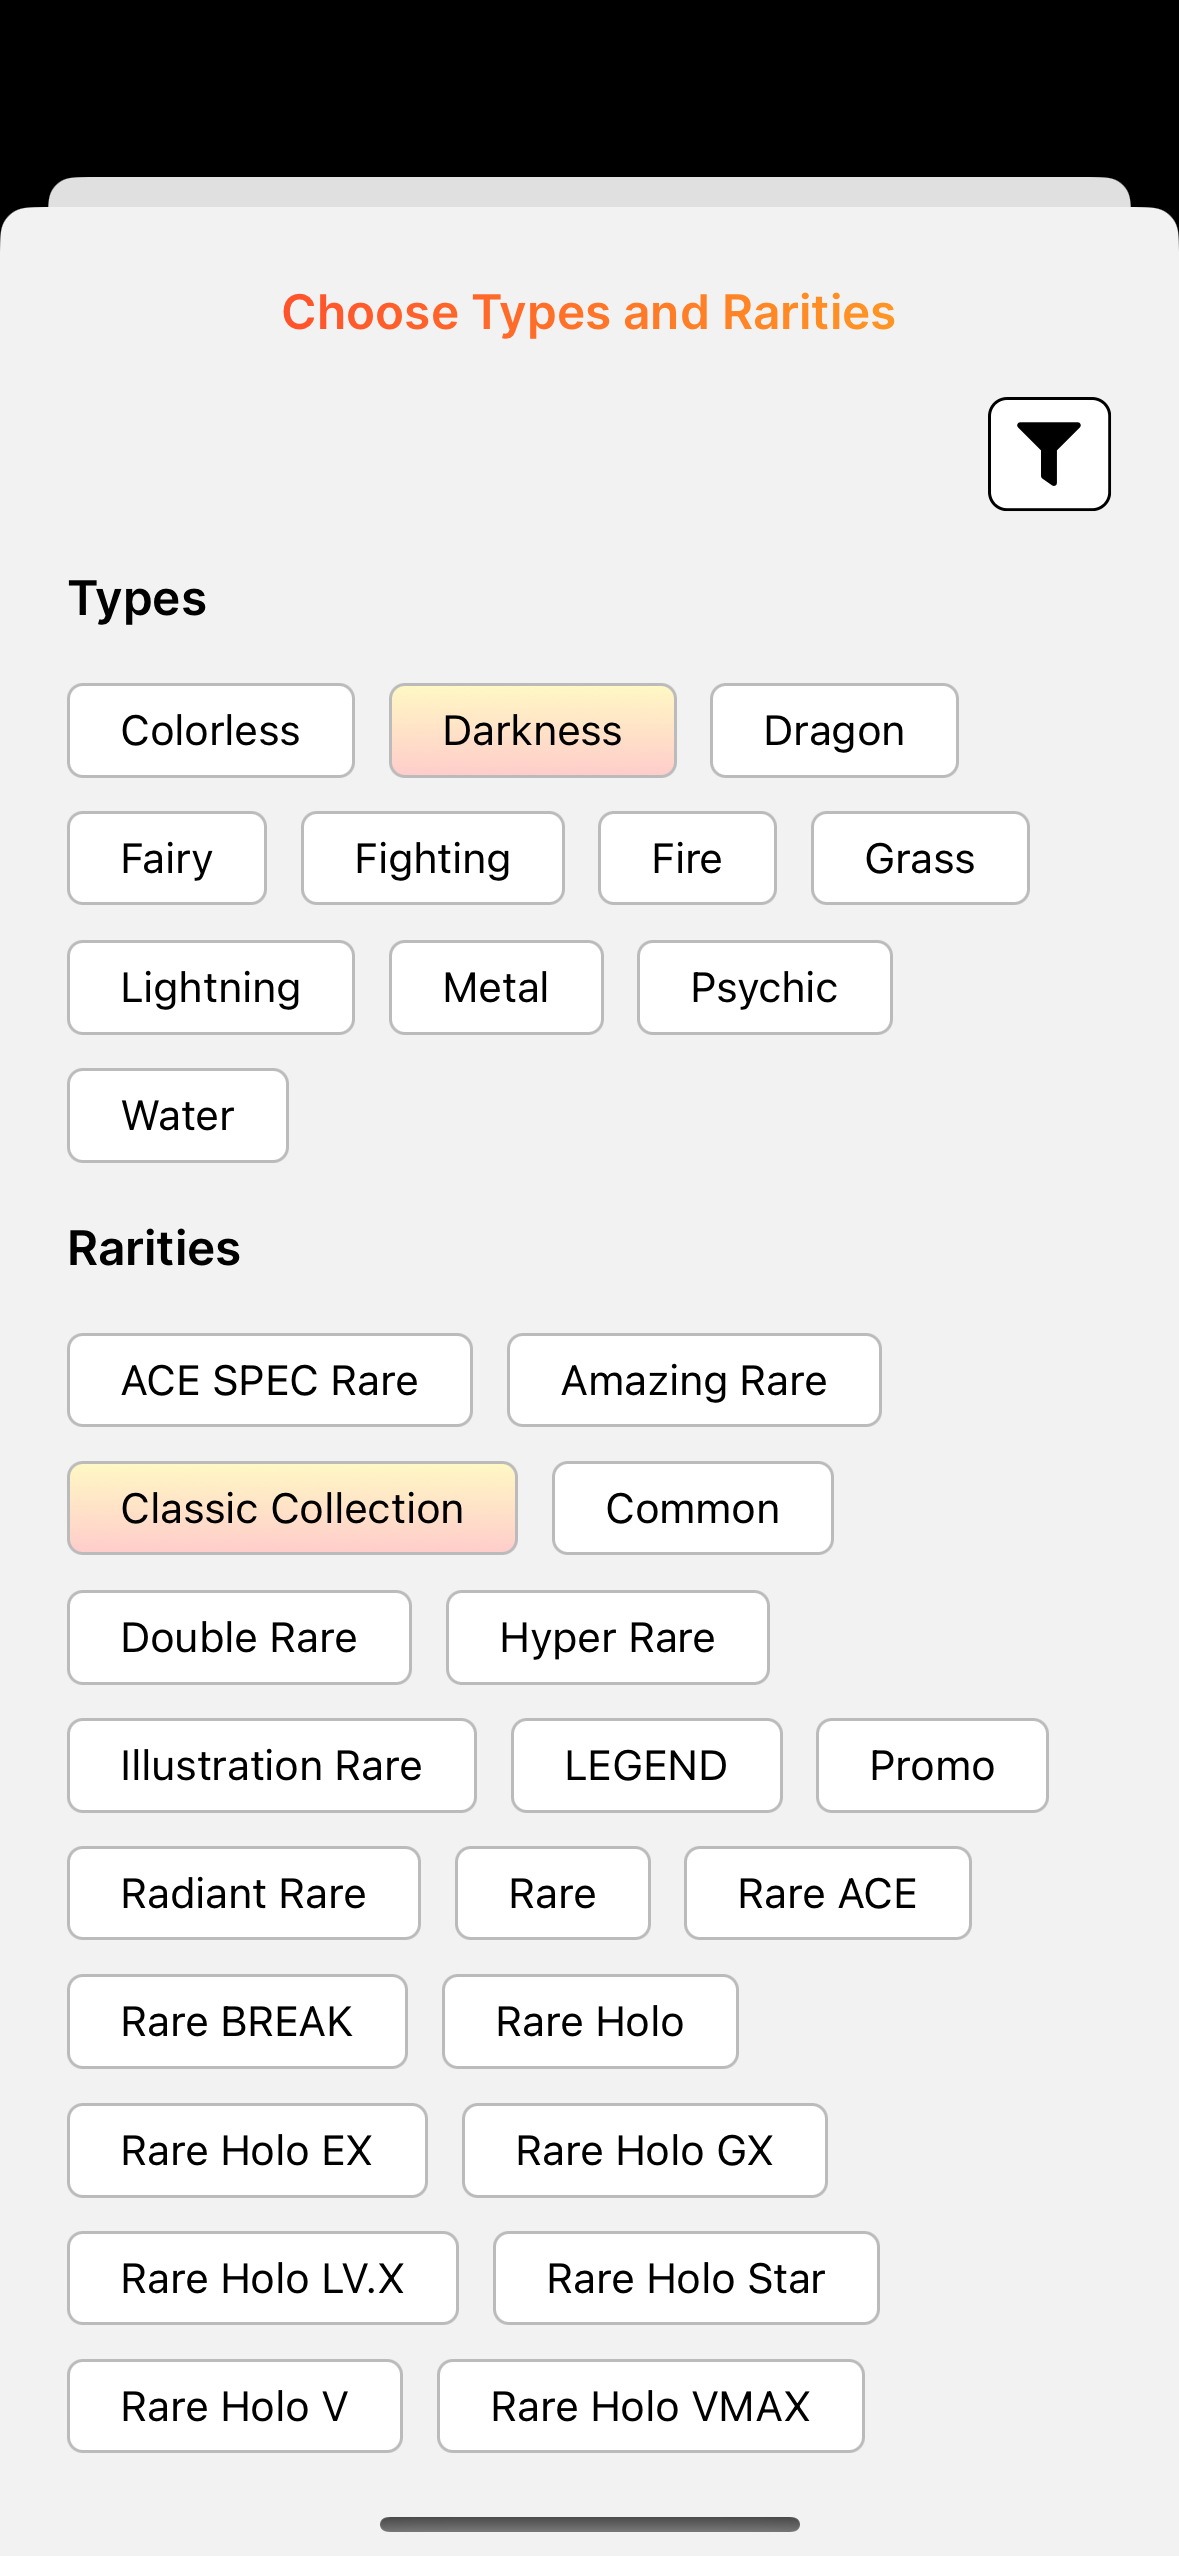 Choose Types and Rarities
Types
Colorless Darkness Dragon
Fairy Fighting Fire Grass
Lightning Metal Psychic
Water
Rarities
ACE SPEC Rare Amazing Rare
Classic Collection Common
Double Rare Hyper Rare
Illustration Rare LEGEND Promo
Radiant Rare Rare Rare ACE
Rare BREAK Rare Holo
Rare Holo EX Rare Holo GX
Rare Holo LV.X Rare Holo Star
Rare Holo V Rare Holo VMAX